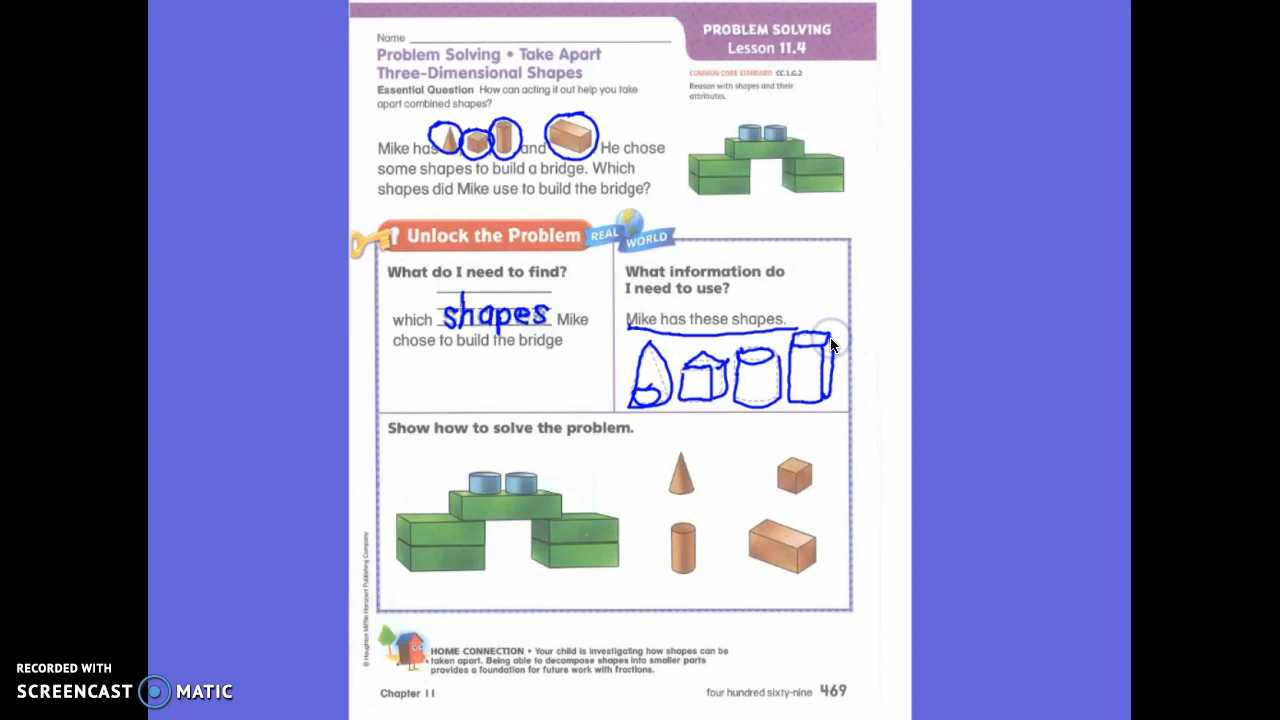 PROBLEM SOLVING
Lesson 11.4
Name
Problem Solving • Take Apart
Three-Dimensional Shapes
COMMON CORE STANDARD CC.1.G.2
Reason with shapes and their
attributes.
Essential Question How can acting it out help you take
apart combined shapes?
Mike has , and . He chose
some shapes to build a bridge. Which
shapes did Mike use to build the bridge?
Unlock the Problem
REAL WORLD
What do I need to find?
which shapes Mike
chose to build the bridge
What information do
I need to use?
Mike has these shapes.
Show how to solve the problem.
© Houghton Mifflin Harcourt Publishing Company
HOME CONNECTION • Your child is investigating how shapes can be
taken apart. Being able to decompose shapes into smaller parts
provides a foundation for future work with fractions.
Chapter 11
four hundred sixty-nine 469
RECORDED WITH
SCREENCAST MATIC